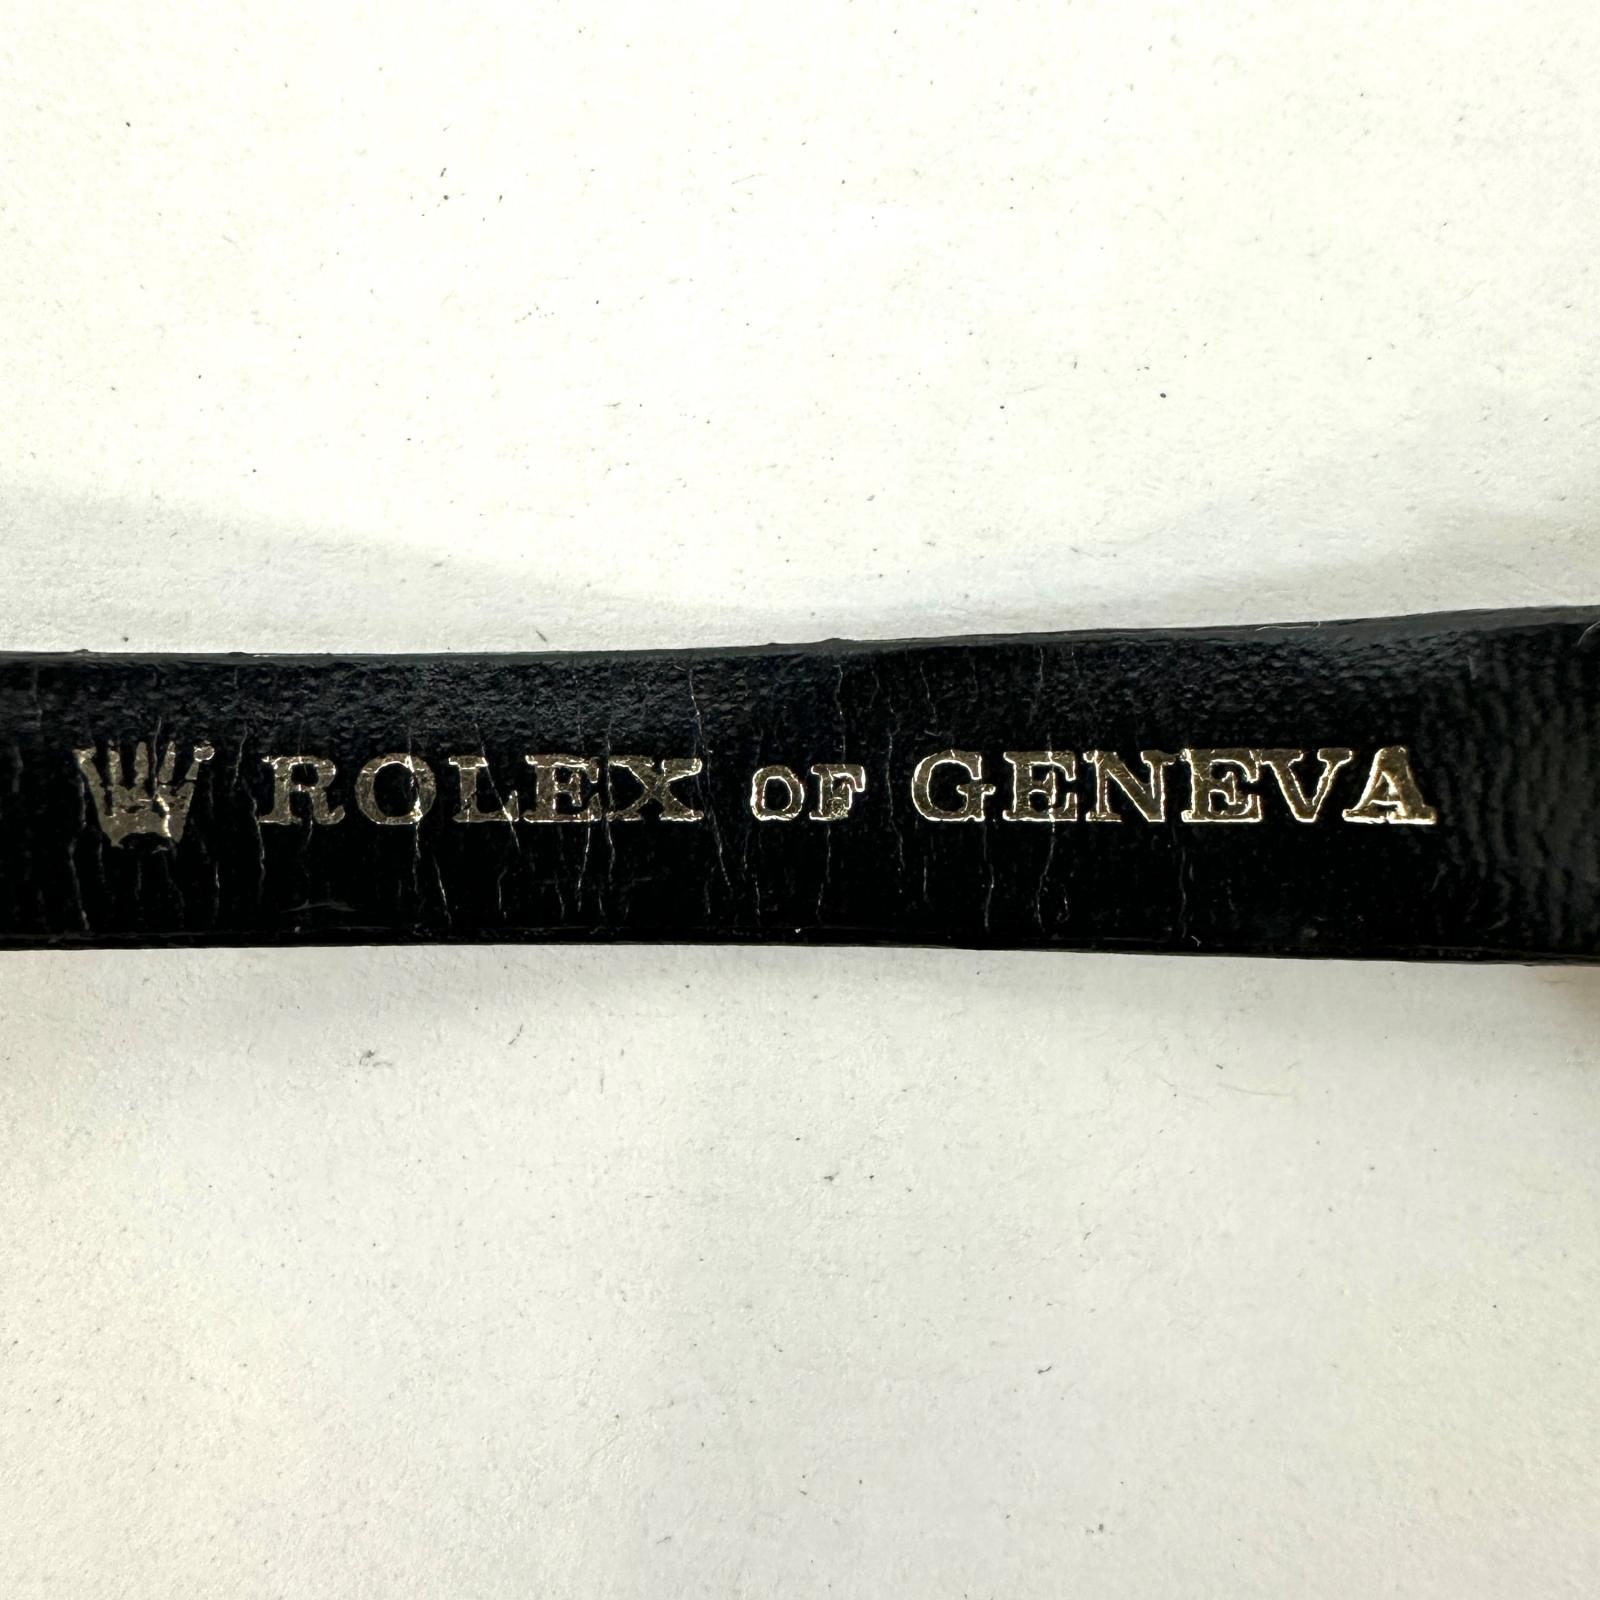 ROLEX OF GENEVA